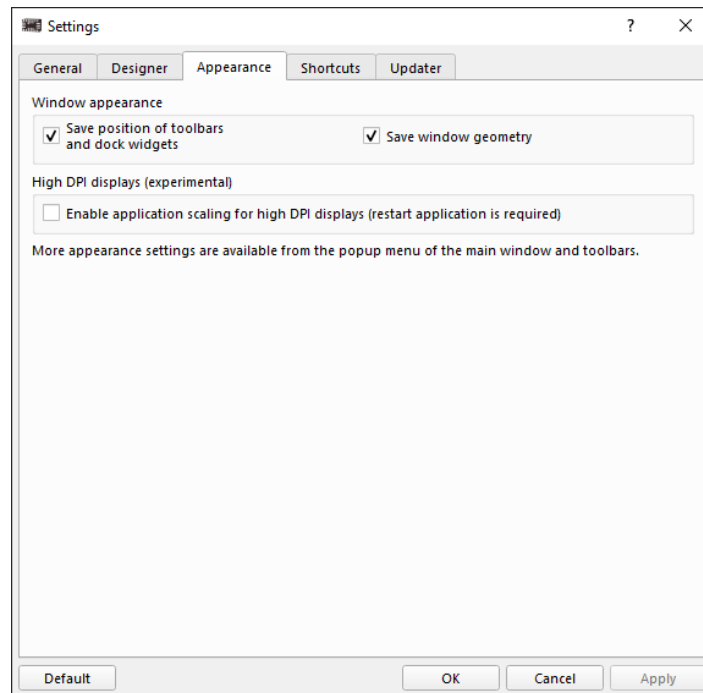 Settings
?
General
Designer
Appearance
Shortcuts
Updater
Window appearance
Save position of toolbars
and dock widgets
Save window geometry
High DPI displays (experimental)
Enable application scaling for high DPI displays (restart application is required)
More appearance settings are available from the popup menu of the main window and toolbars.
Default
OK
Cancel
Apply